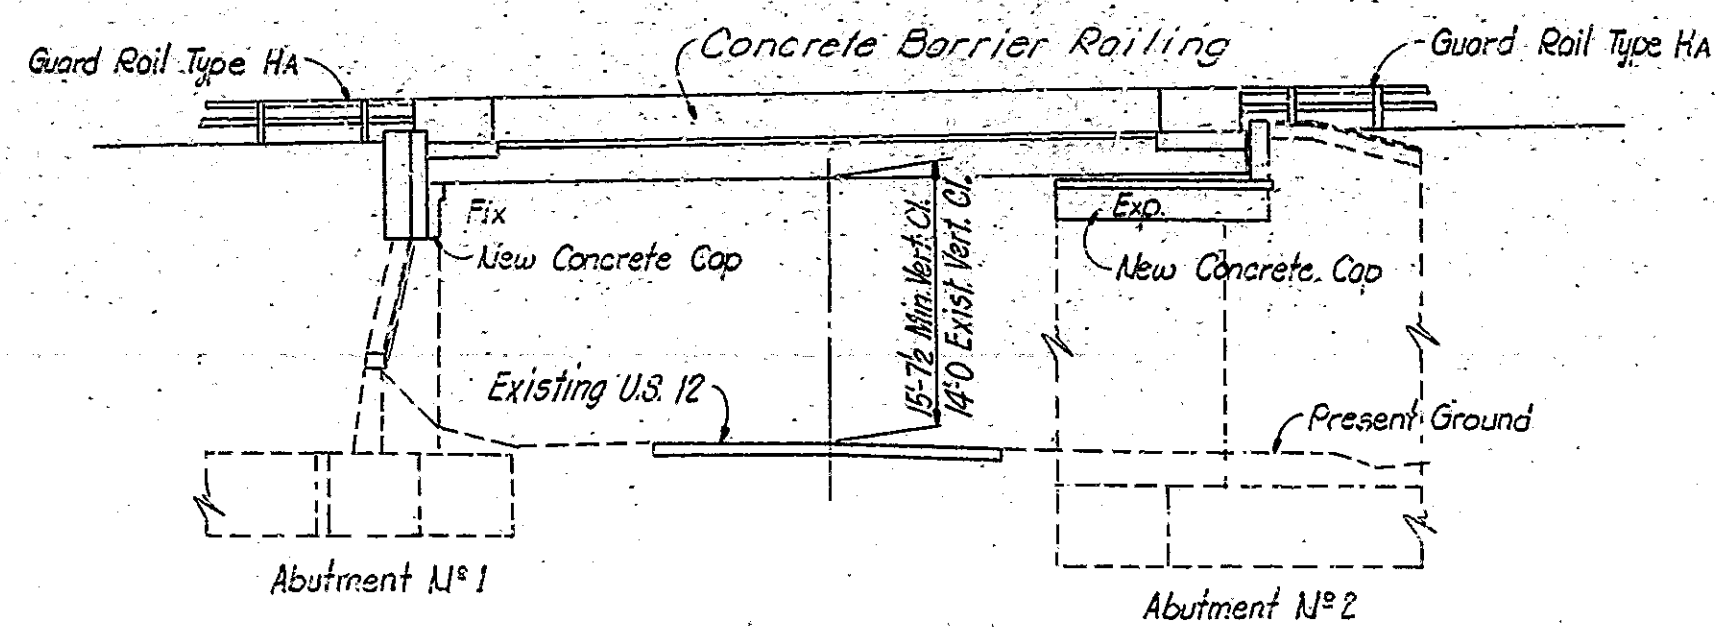 Guard Rail Type HA
Concrete Barrier Railing
Guard Rail Type HA
Fix
New Concrete Cap
15'-7½ Min. Vert. Cl.
14'-0 Exist. Vert. Cl.
Exp.
New Concrete Cap
Existing U.S. 12
Present Ground
Abutment Nº 1
Abutment Nº 2